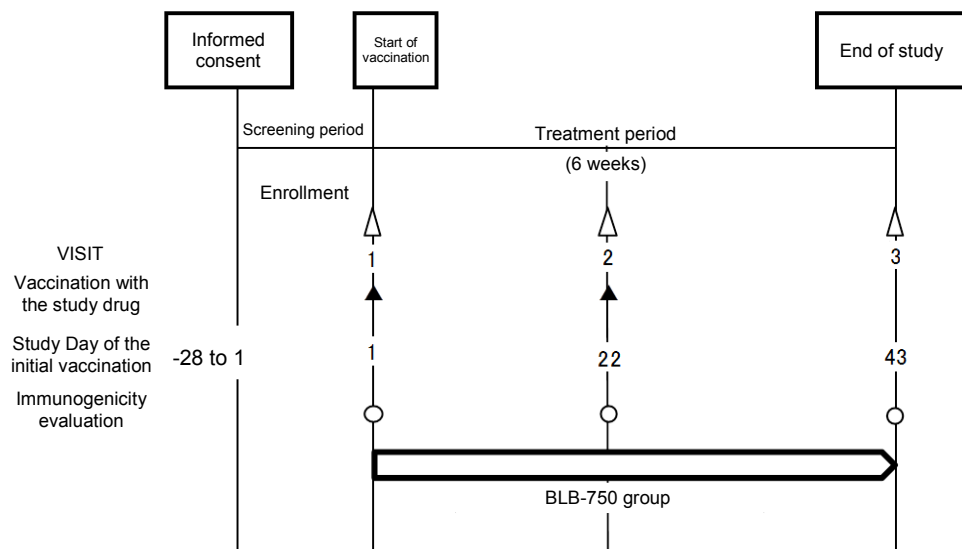 Informed
consent
Start of
vaccination
End of study
Screening period
Treatment period
(6 weeks)
Enrollment
VISIT
1
2
3
Vaccination with
the study drug
Study Day of the
initial vaccination
-28 to 1
1
22
43
Immunogenicity
evaluation
BLB-750 group